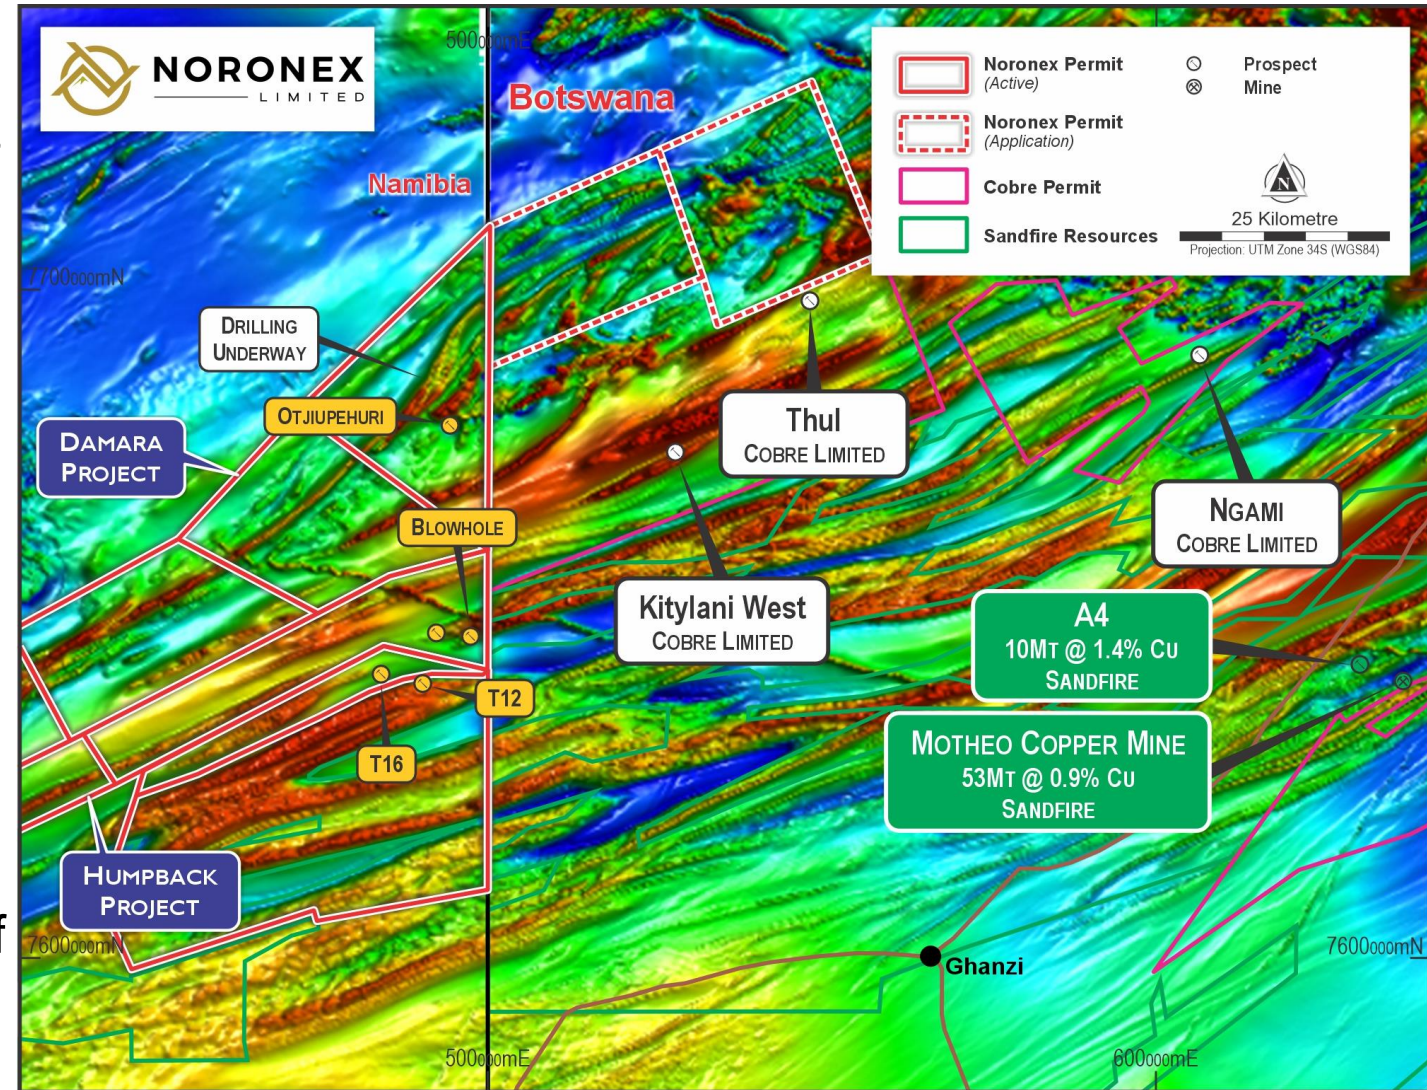 NORONEX
LIMITED
500000mE
Botswana
Namibia
Noronex Permit
(Active)
Noronex Permit
(Application)
Cobre Permit
Sandfire Resources
Prospect
Mine
N
25 Kilometre
Projection: UTM Zone 34S (WGS84)
7700000mN
DRILLING
UNDERWAY
OTJIUPEHURI
DAMARA
PROJECT
Thul
COBRE LIMITED
BLOWHOLE
NGAMI
COBRE LIMITED
Kitylani West
COBRE LIMITED
A4
10MT @ 1.4% CU
SANDFIRE
T12
T16
MOTHEO COPPER MINE
53MT @ 0.9% CU
SANDFIRE
HUMPBACK
PROJECT
f
7600000mN
7600000mN
Ghanzi
500000mE
600000mE